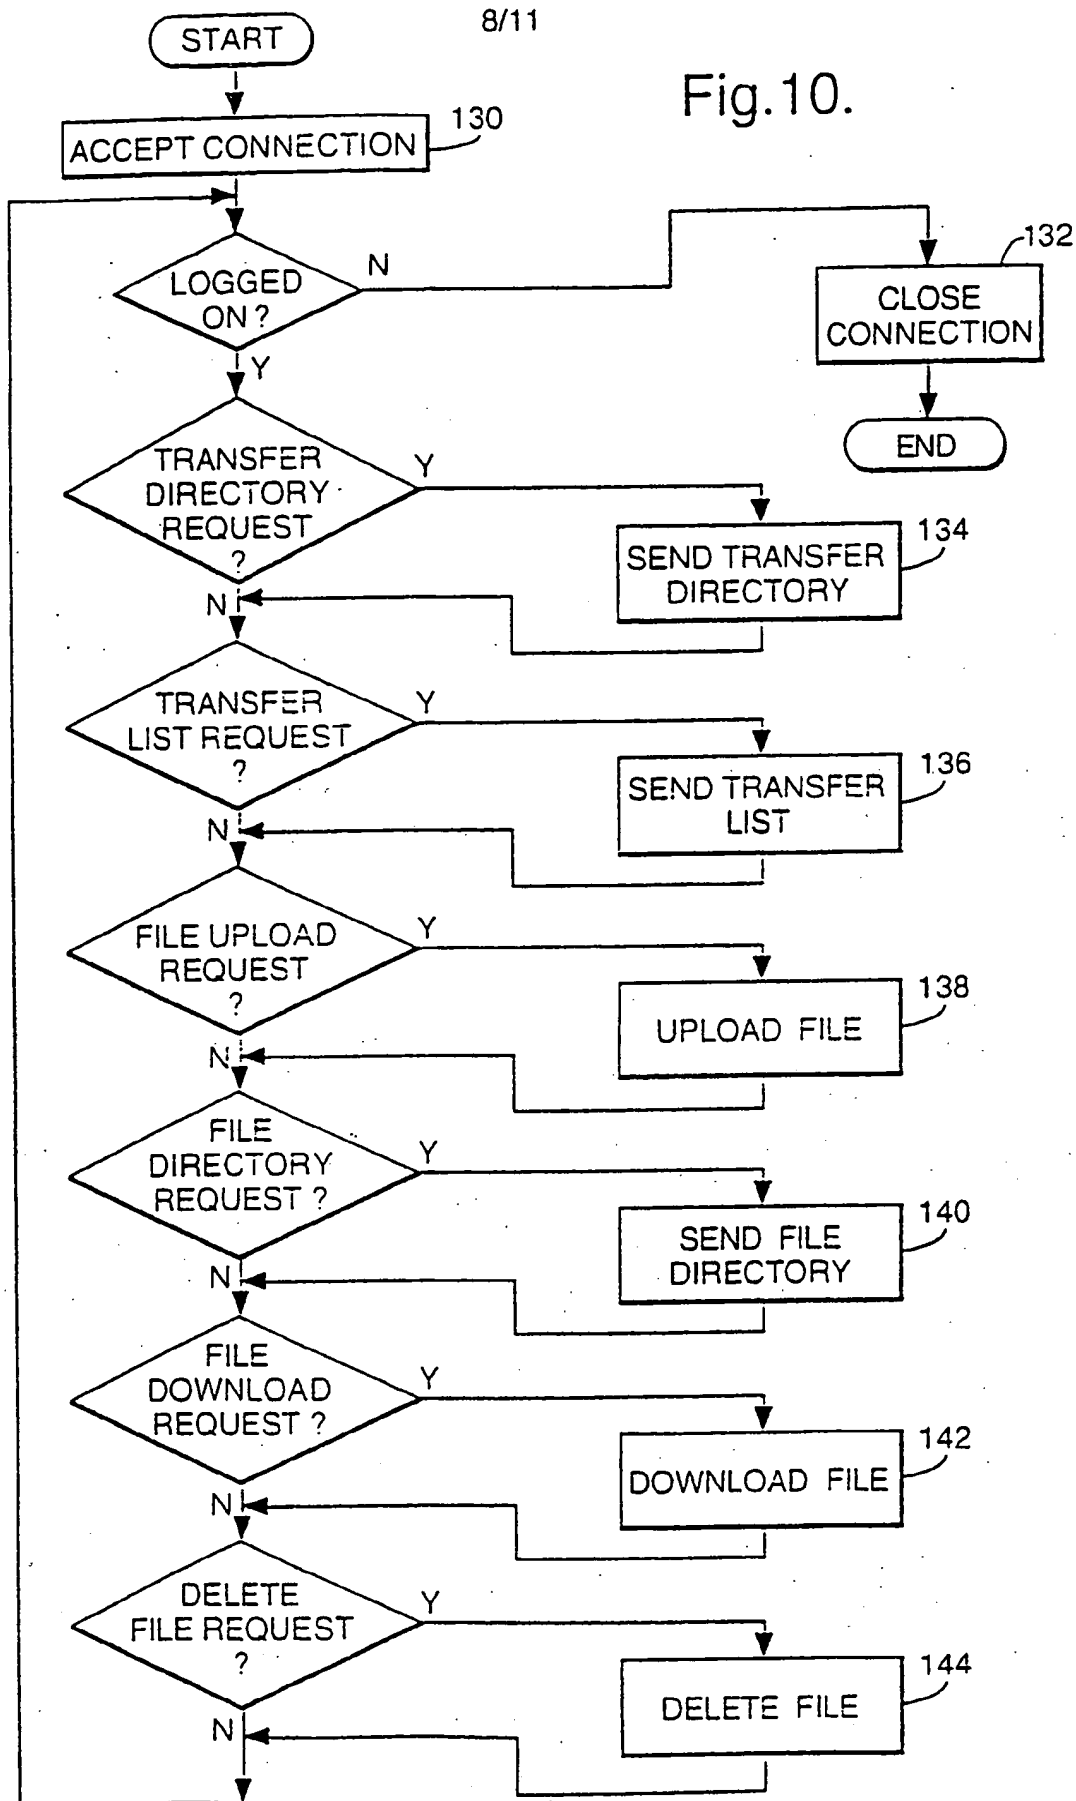 8/11
START
Fig.10.
ACCEPT CONNECTION
130
LOGGED
ON ?
N
Y
132
CLOSE
CONNECTION
END
TRANSFER
DIRECTORY
REQUEST
?
Y
N
134
SEND TRANSFER
DIRECTORY
TRANSFER
LIST REQUEST
?
Y
N
136
SEND TRANSFER
LIST
FILE UPLOAD
REQUEST
?
Y
N
138
UPLOAD FILE
FILE
DIRECTORY
REQUEST ?
Y
N
140
SEND FILE
DIRECTORY
FILE
DOWNLOAD
REQUEST ?
Y
N
142
DOWNLOAD FILE
DELETE
FILE REQUEST
?
Y
N
144
DELETE FILE